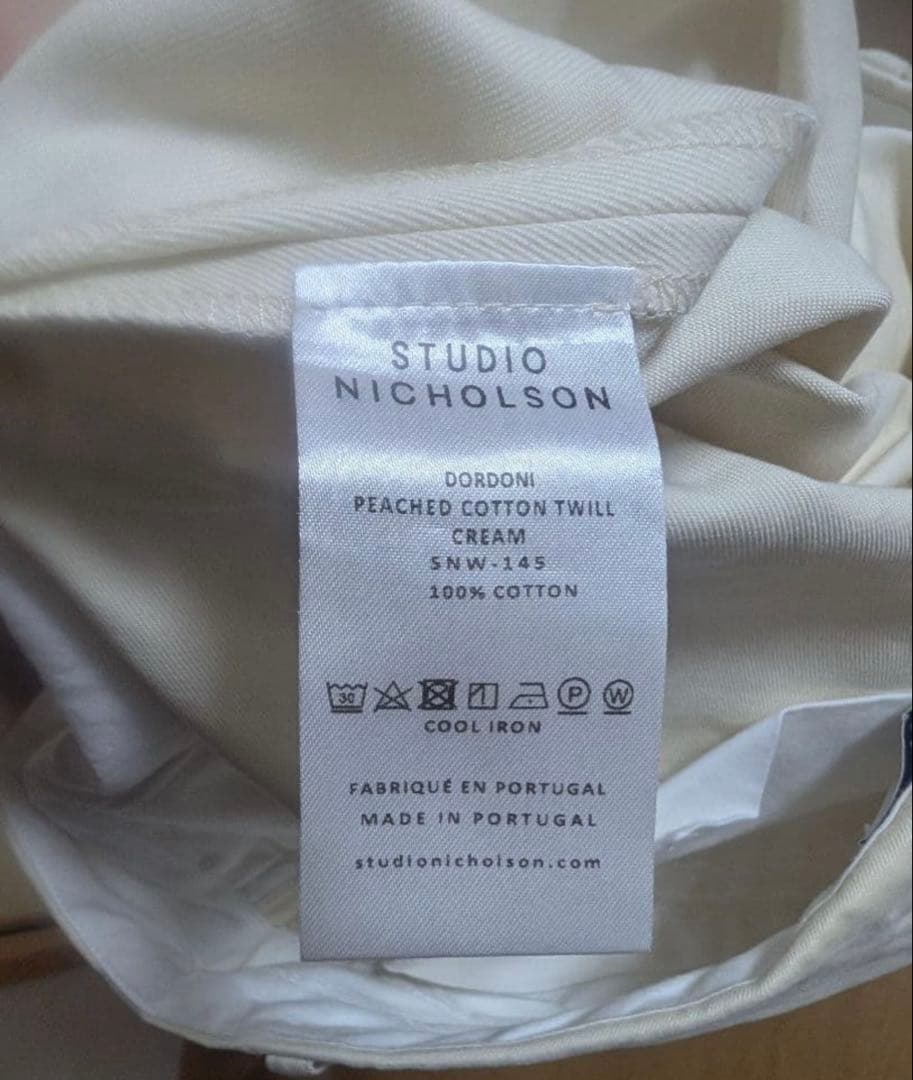 STUDIO
NICHOLSON
DORDONI
PEACHED COTTON TWILL
CREAM
SNW-145
100% COTTON
30 P W
COOL IRON
FABRIQUÉ EN PORTUGAL
MADE IN PORTUGAL
studionicholson.com